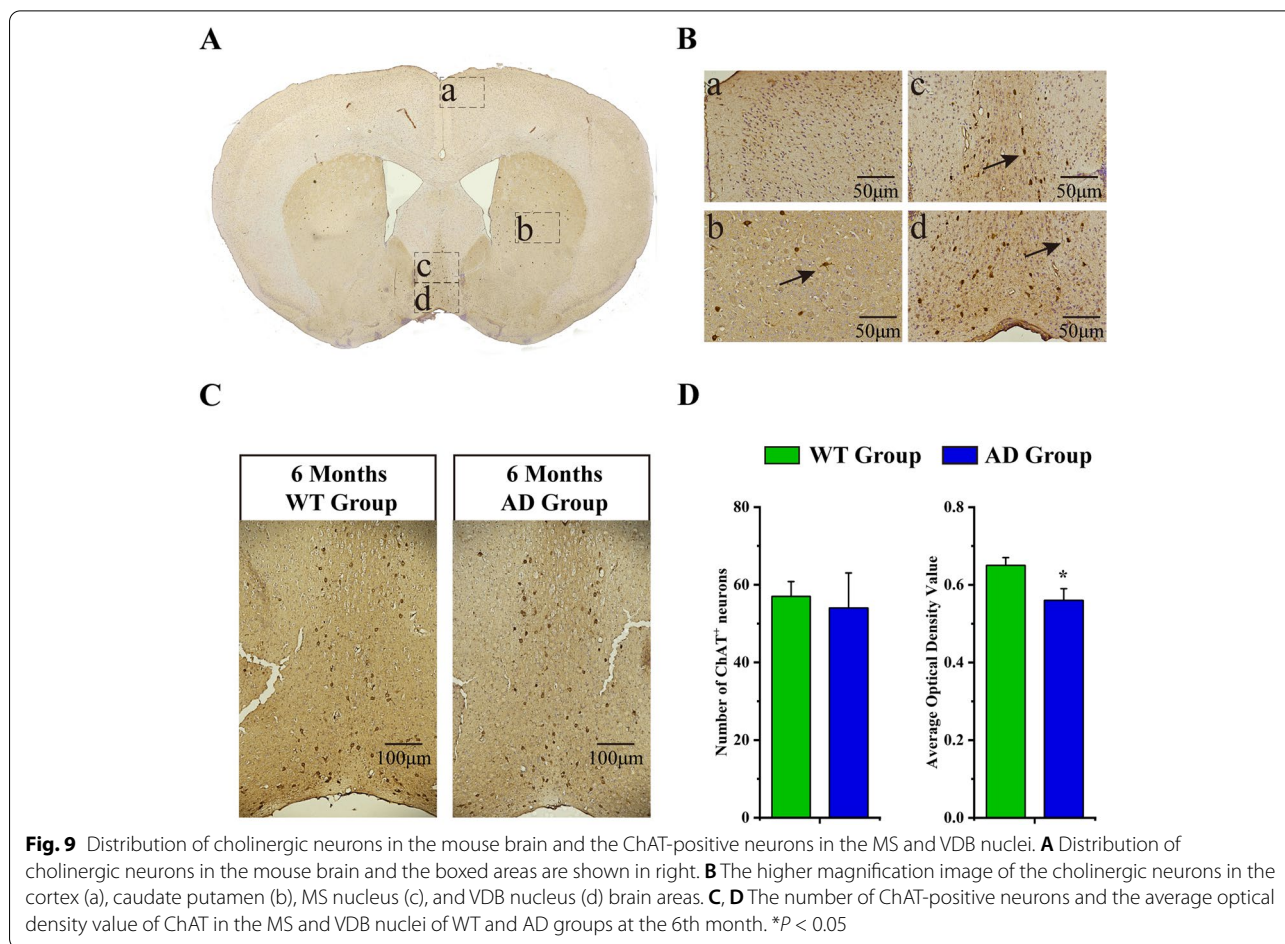 A
a
b
c
d
B
a
50μm
c
50μm
b
50μm
d
50μm
C
6 Months
WT Group
100μm
6 Months
AD Group
100μm
D
WT Group
AD Group
80
60
40
20
0
Number of ChAT⁺ neurons
0.8
0.6
0.4
0.2
0.0
Average Optical Density Value
*
Fig. 9 Distribution of cholinergic neurons in the mouse brain and the ChAT-positive neurons in the MS and VDB nuclei. A Distribution of
cholinergic neurons in the mouse brain and the boxed areas are shown in right. B The higher magnification image of the cholinergic neurons in the
cortex (a), caudate putamen (b), MS nucleus (c), and VDB nucleus (d) brain areas. C, D The number of ChAT-positive neurons and the average optical
density value of ChAT in the MS and VDB nuclei of WT and AD groups at the 6th month. *P < 0.05